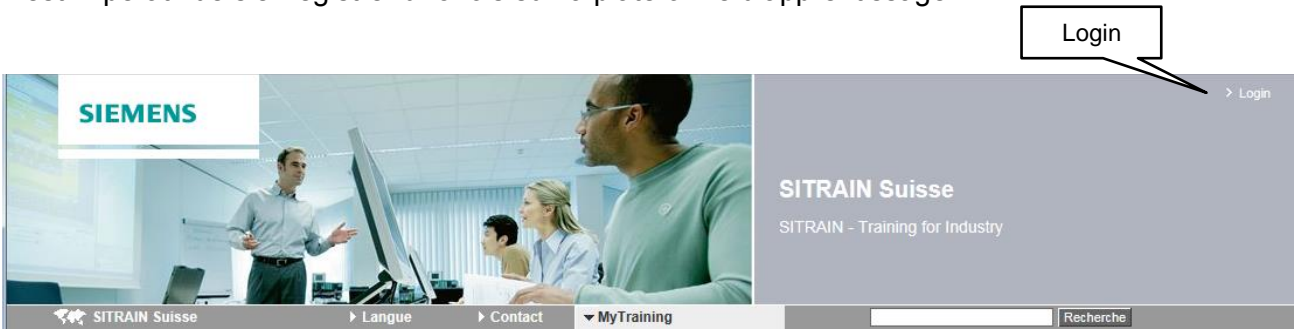 Login
> Login
SIEMENS
SITRAIN Suisse
SITRAIN - Training for Industry
SITRAIN Suisse
Langue
Contact
MyTraining
Recherche